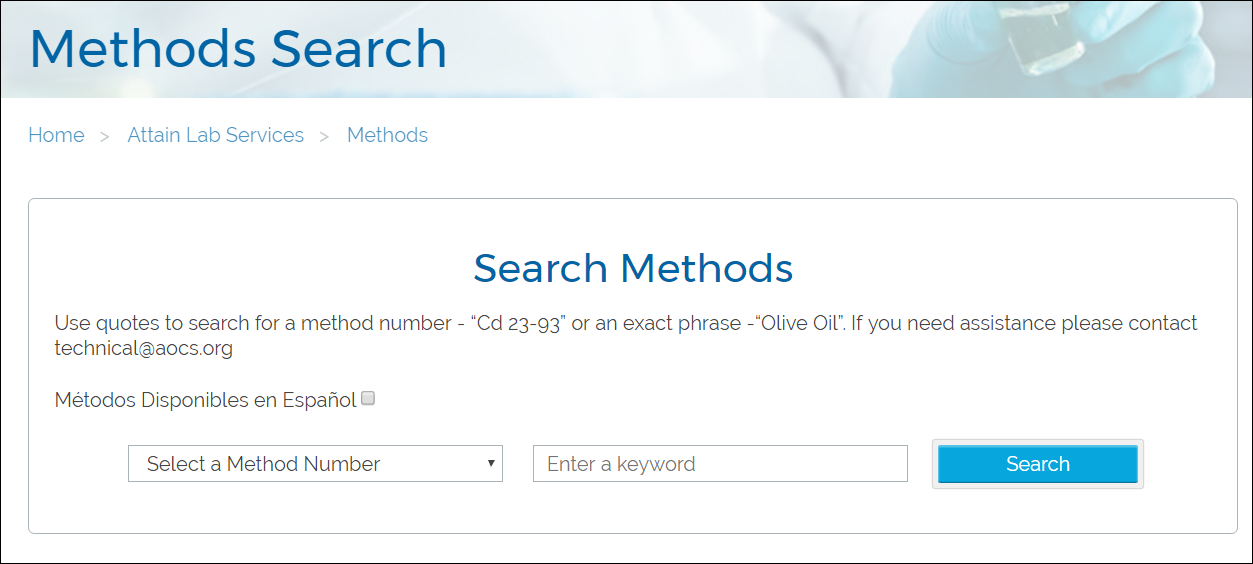 Methods Search
Home > Attain Lab Services > Methods
Search Methods
Use quotes to search for a method number - “Cd 23-93” or an exact phrase -“Olive Oil”. If you need assistance please contact
technical@aocs.org
Métodos Disponibles en Español
Select a Method Number
Enter a keyword
Search